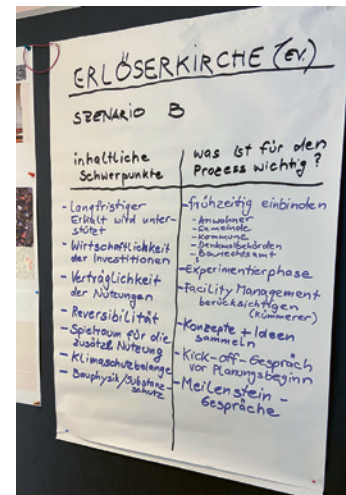 ERLÖSERKIRCHE (EV.)
SZENARIO B
inhaltliche
Schwerpunkte
- Langfristiger
Erhalt wird unter-
stützt
- Wirtschaftlichkeit
der Investitionen
- Verträglichkeit
der Nutzungen
- Reversibilität
- Spielraum für die
zusätzl. Nutzung
- Klimaschutzbelange
- Bauphysik/Substanz-
schutz
was ist für den
Prozess wichtig?
- frühzeitig einbinden
- Anwohner
- Gemeinde
- Kommune
- Denkmalbehörden
- Baurechtsamt
- Experimentierphase
- Facility Management
berücksichtigen
(Kümmerer)
- Konzepte + Ideen
sammeln
- Kick-off-Gespräch
vor Planungsbeginn
- Meilenstein -
Gespräche